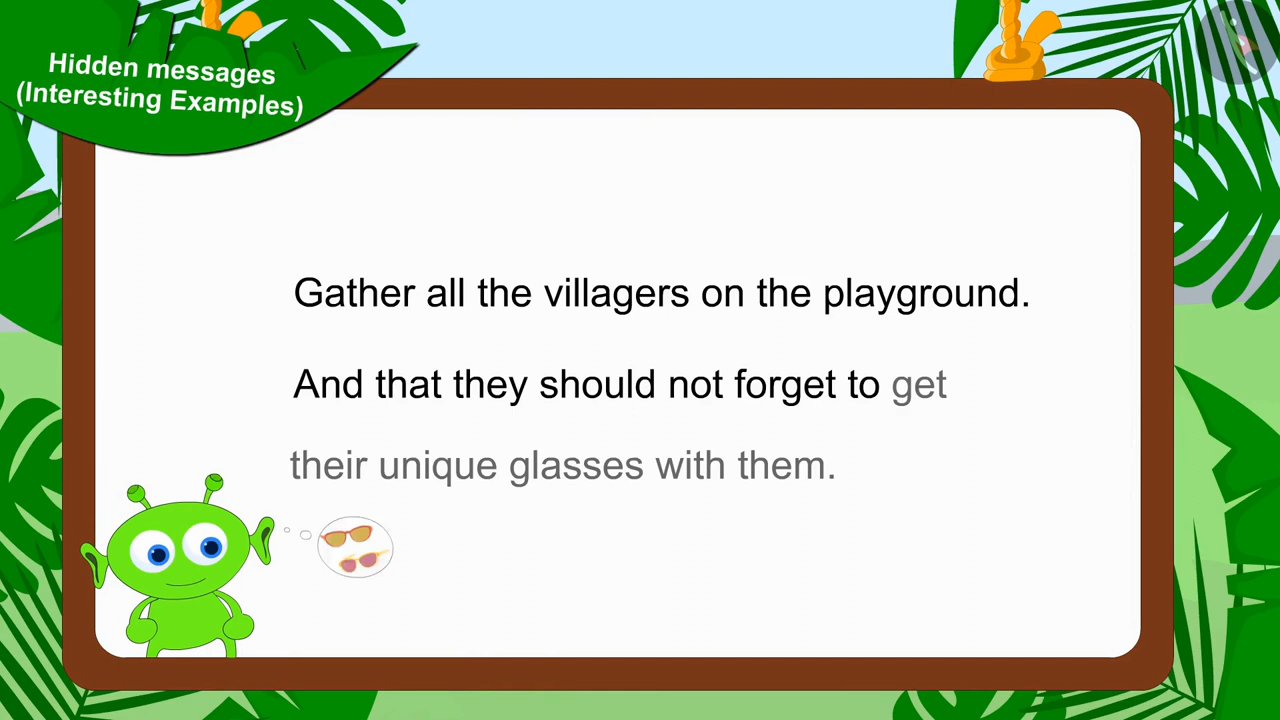 Hidden messages
(Interesting Examples)
Gather all the villagers on the playground.
And that they should not forget to get
their unique glasses with them.